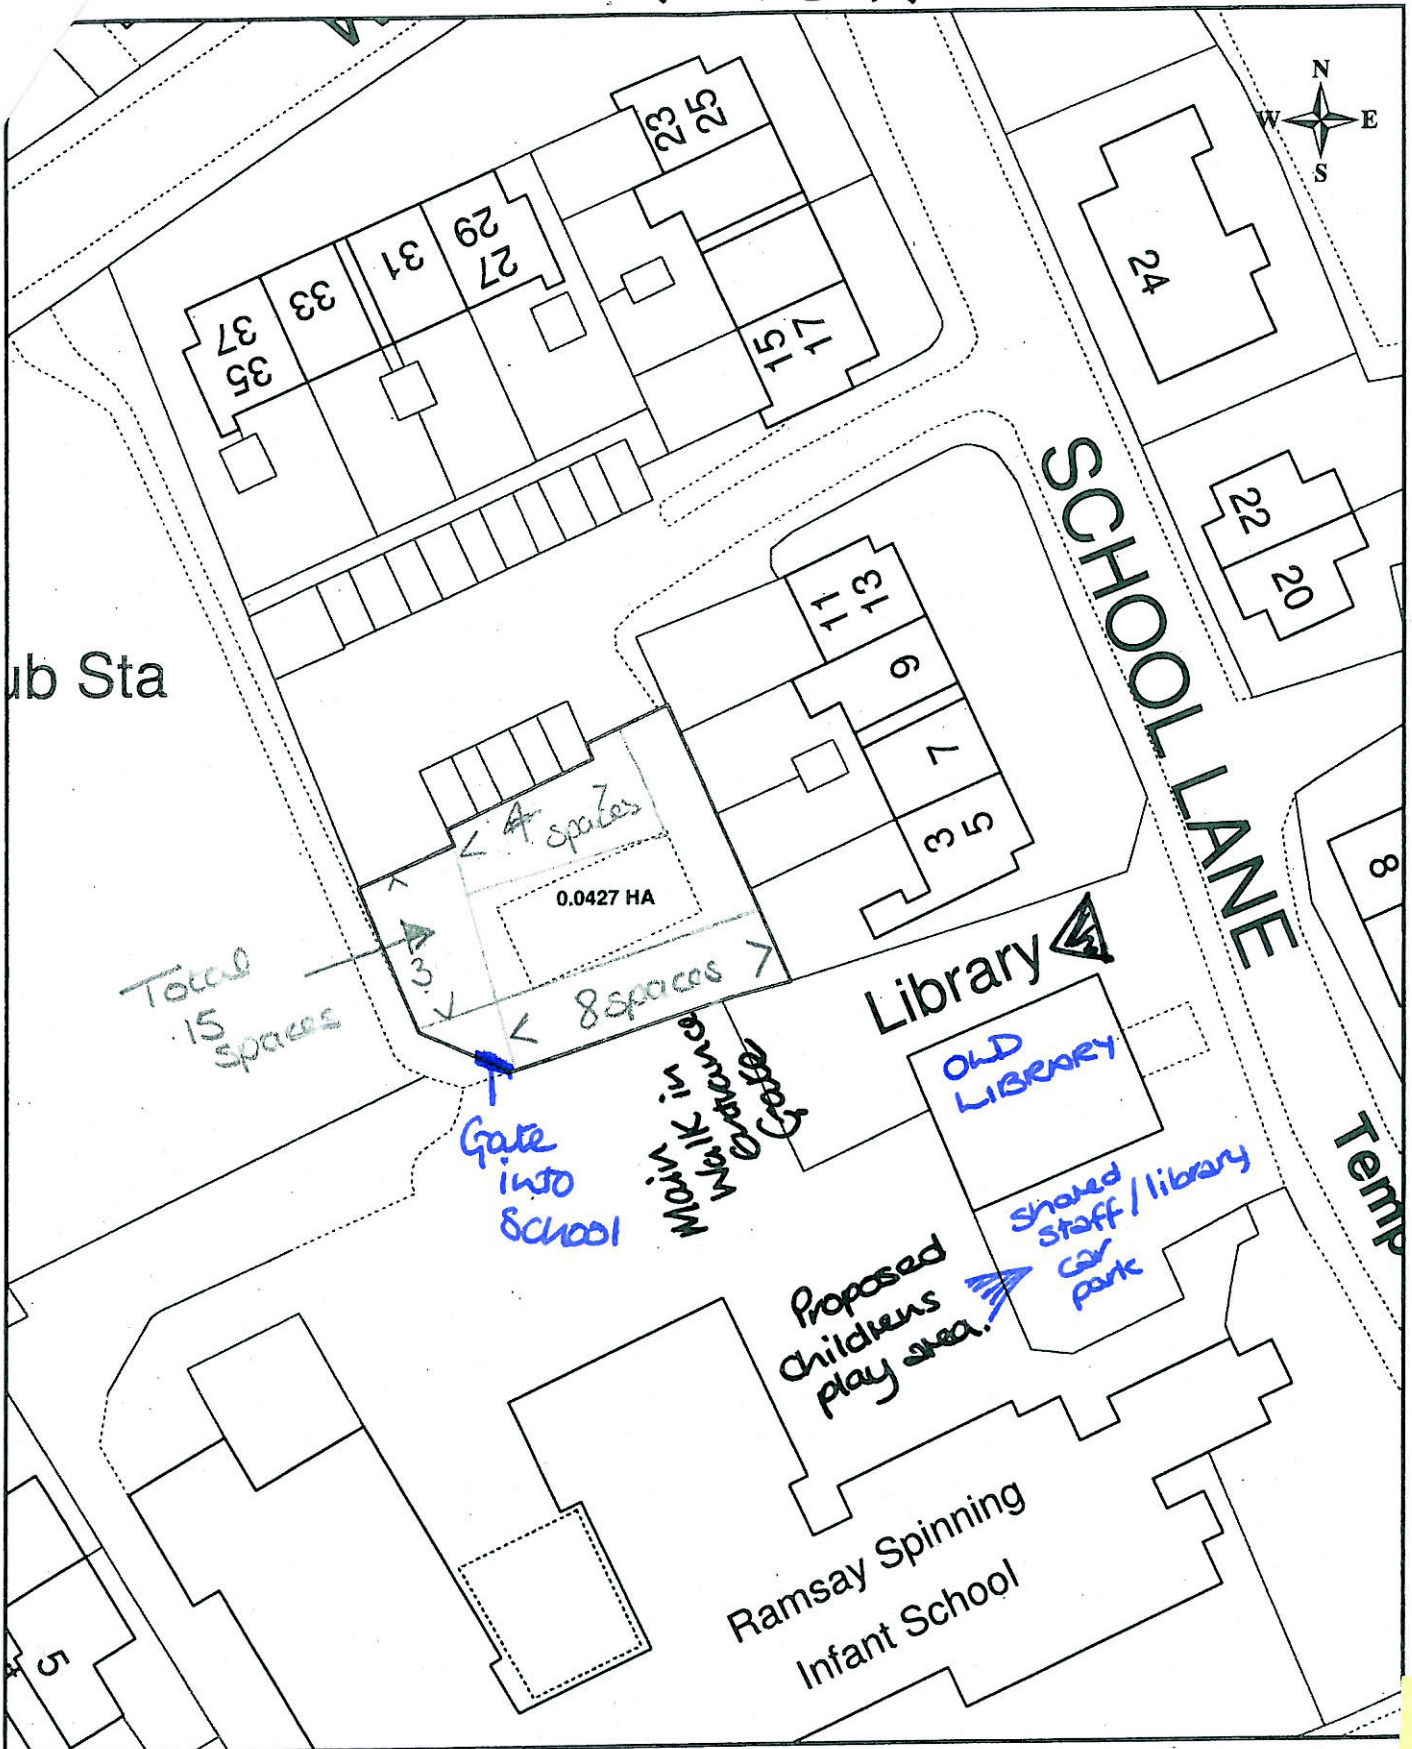 N
W E
S
23
25
29
27
31
33
37
35
15
17
24
SCHOOL LANE
22
20
11
13
9
7
3
5
8
ub Sta
4 spaces
0.0427 HA
3
8 spaces
Total
15
spaces
Library
OLD
LIBRARY
Gate
into
School
Main
Walk in
Entrance
Gate
shared
staff/library
car
park
Proposed
childrens
play area.
Temp
Ramsay Spinning
Infant School
5